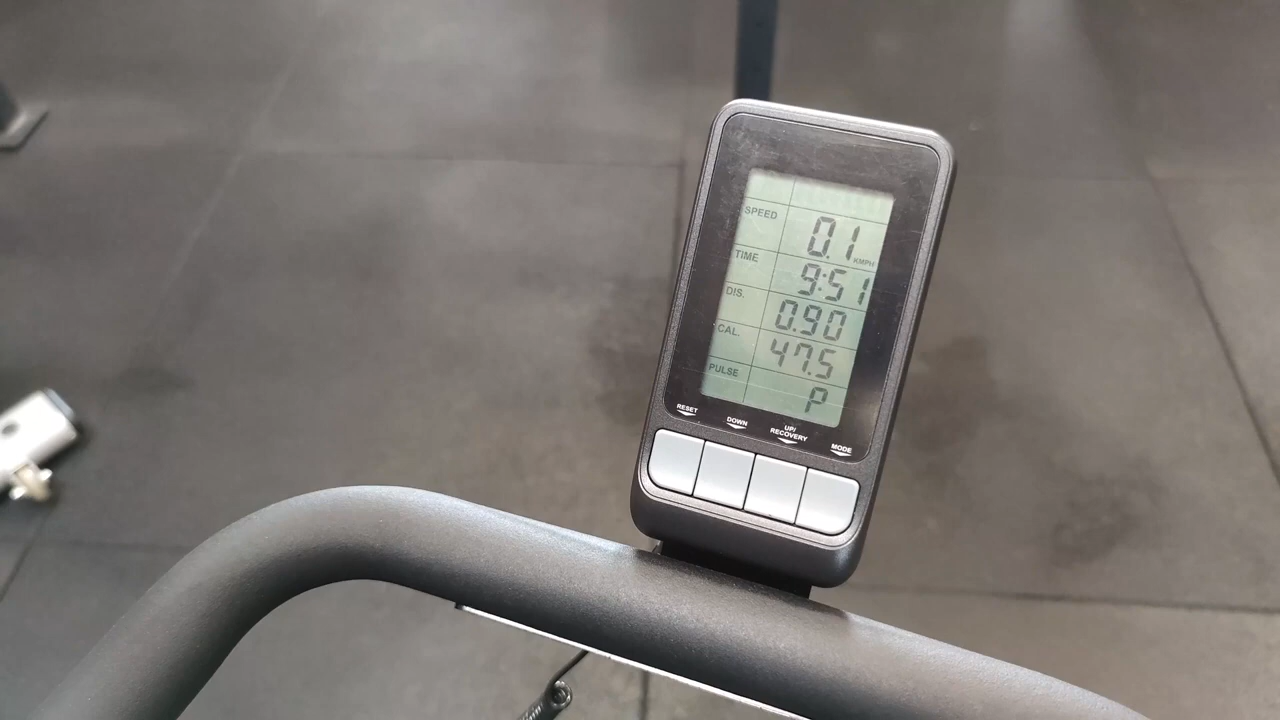 SPEED 0.1 KMPH
TIME 9:51
DIS. 0.90
CAL. 47.5
PULSE P
RESET DOWN UP/ RECOVERY MODE